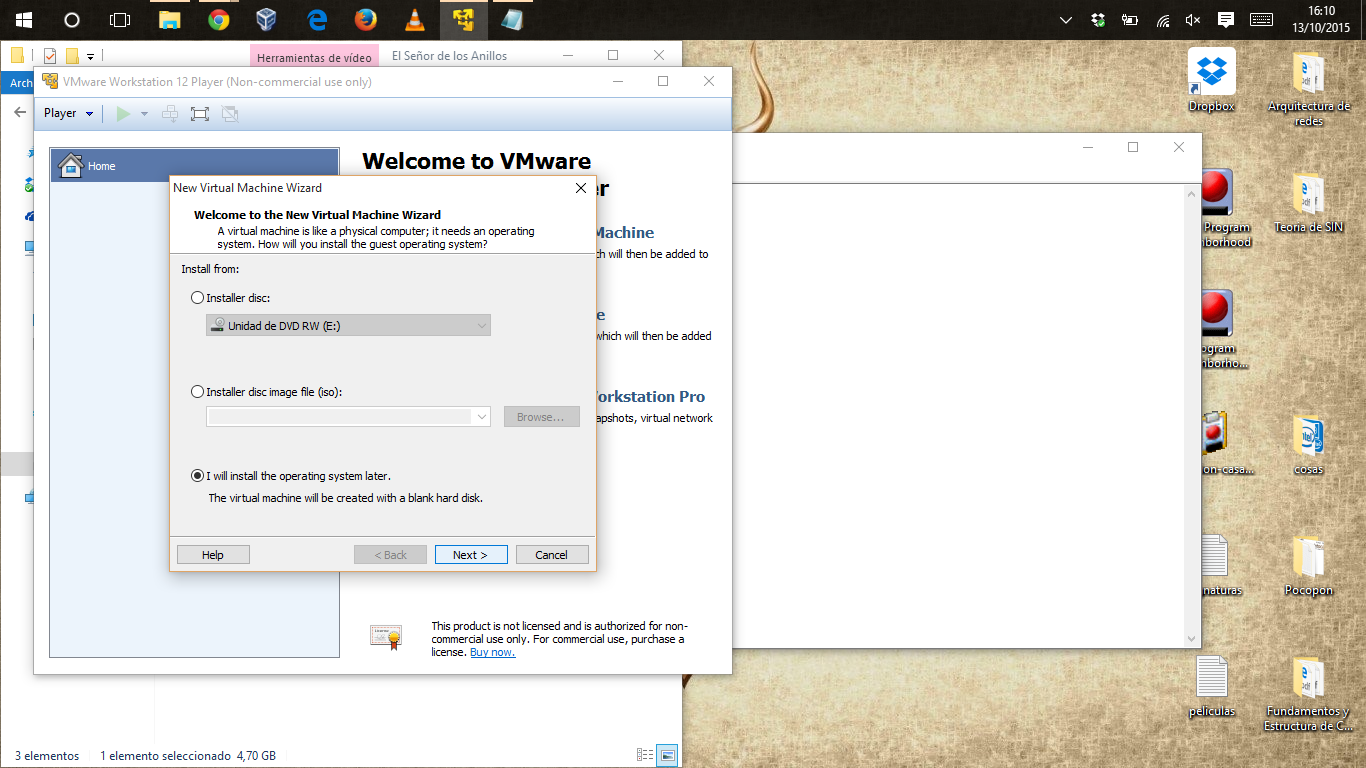 16:10
13/10/2015
Herramientas de vídeo
El Señor de los Anillos
Arch
VMware Workstation 12 Player (Non-commercial use only)
Player
Home
Welcome to VMware
er
Machine
ch will then be added to
e
which will then be added
orkstation Pro
apshots, virtual network
New Virtual Machine Wizard
Welcome to the New Virtual Machine Wizard
A virtual machine is like a physical computer; it needs an operating
system. How will you install the guest operating system?
Install from:
Installer disc:
Unidad de DVD RW (E:)
Installer disc image file (iso):
Browse...
I will install the operating system later.
The virtual machine will be created with a blank hard disk.
Help
< Back
Next >
Cancel
This product is not licensed and is authorized for non-
commercial use only. For commercial use, purchase a
license. Buy now.
3 elementos
1 elemento seleccionado 4,70 GB
Dropbox
Arquitectura de
redes
Program
borhood
Teoria de SIN
ogram
borho...
on-casa...
cosas
naturas
Pocopon
peliculas
Fundamentos y
Estructura de C...